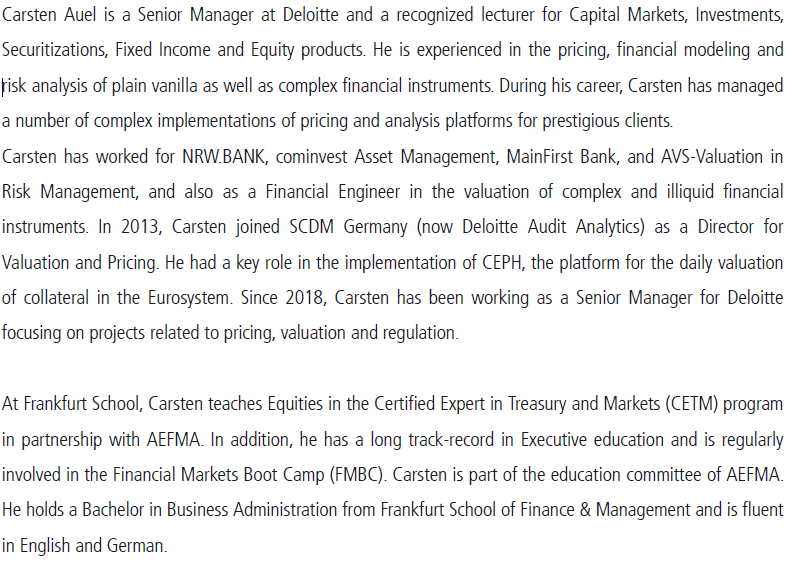 Carsten Auel is a Senior Manager at Deloitte and a recognized lecturer for Capital Markets, Investments,
Securitizations, Fixed Income and Equity products. He is experienced in the pricing, financial modeling and
risk analysis of plain vanilla as well as complex financial instruments. During his career, Carsten has managed
a number of complex implementations of pricing and analysis platforms for prestigious clients.
Carsten has worked for NRW.BANK, cominvest Asset Management, MainFirst Bank, and AVS-Valuation in
Risk Management, and also as a Financial Engineer in the valuation of complex and illiquid financial
instruments. In 2013, Carsten joined SCDM Germany (now Deloitte Audit Analytics) as a Director for
Valuation and Pricing. He had a key role in the implementation of CEPH, the platform for the daily valuation
of collateral in the Eurosystem. Since 2018, Carsten has been working as a Senior Manager for Deloitte
focusing on projects related to pricing, valuation and regulation.
At Frankfurt School, Carsten teaches Equities in the Certified Expert in Treasury and Markets (CETM) program
in partnership with AEFMA. In addition, he has a long track-record in Executive education and is regularly
involved in the Financial Markets Boot Camp (FMBC). Carsten is part of the education committee of AEFMA.
He holds a Bachelor in Business Administration from Frankfurt School of Finance & Management and is fluent
in English and German.